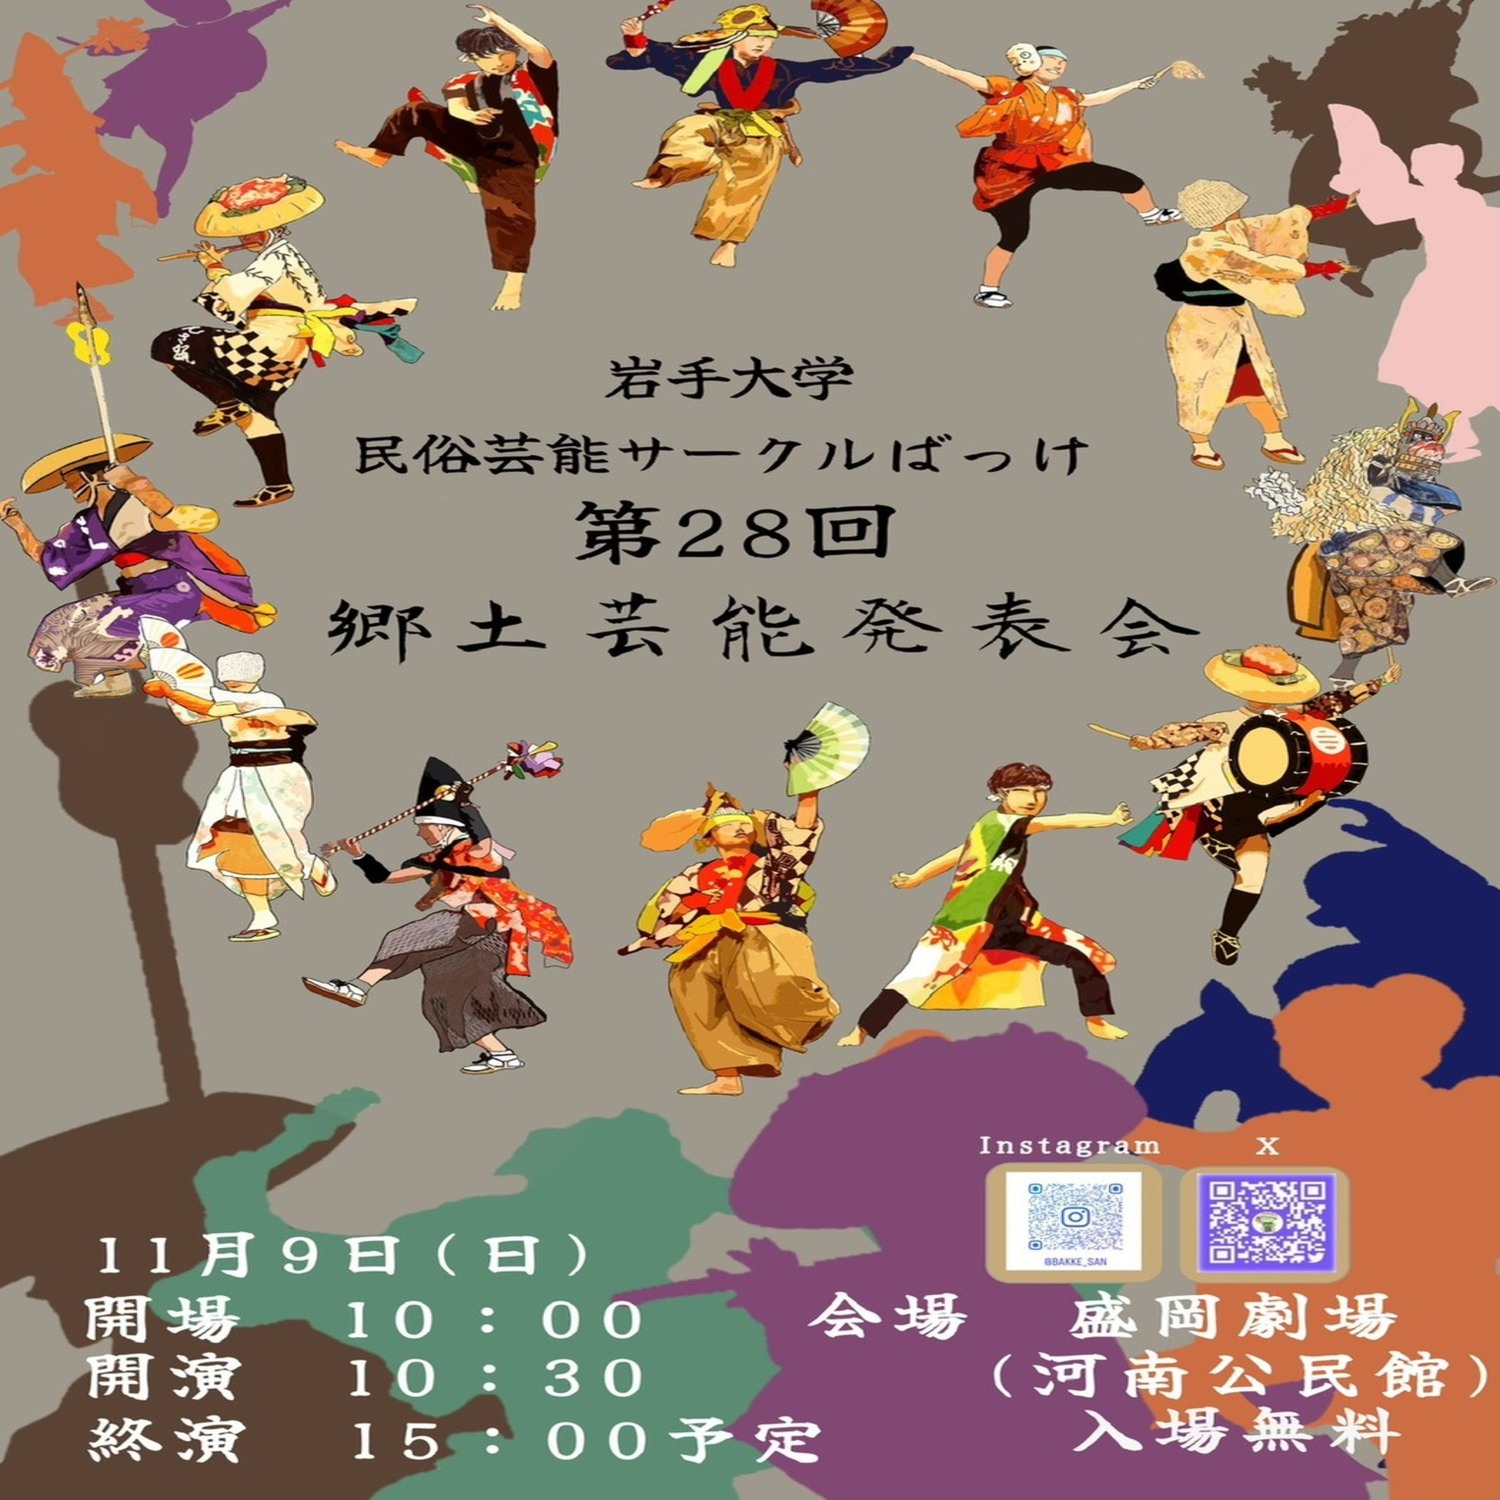 岩手大学
民俗芸能サークルばっけ
第28回
郷土芸能発表会
Instagram X
@BAKKE_SAN
11月9日(日)
開場 10:00
開演 10:30
終演 15:00予定
会場 盛岡劇場
(河南公民館)
入場無料